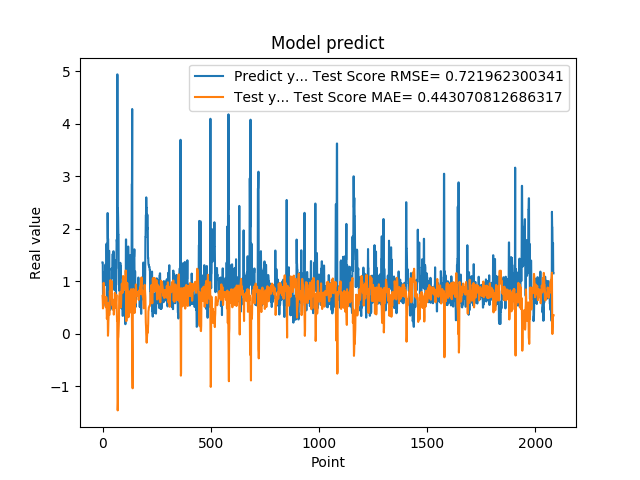 Model predict
Predict y... Test Score RMSE= 0.721962300341
Test y... Test Score MAE= 0.443070812686317
Real value
5
4
3
2
1
0
−1
0 500 1000 1500 2000
Point